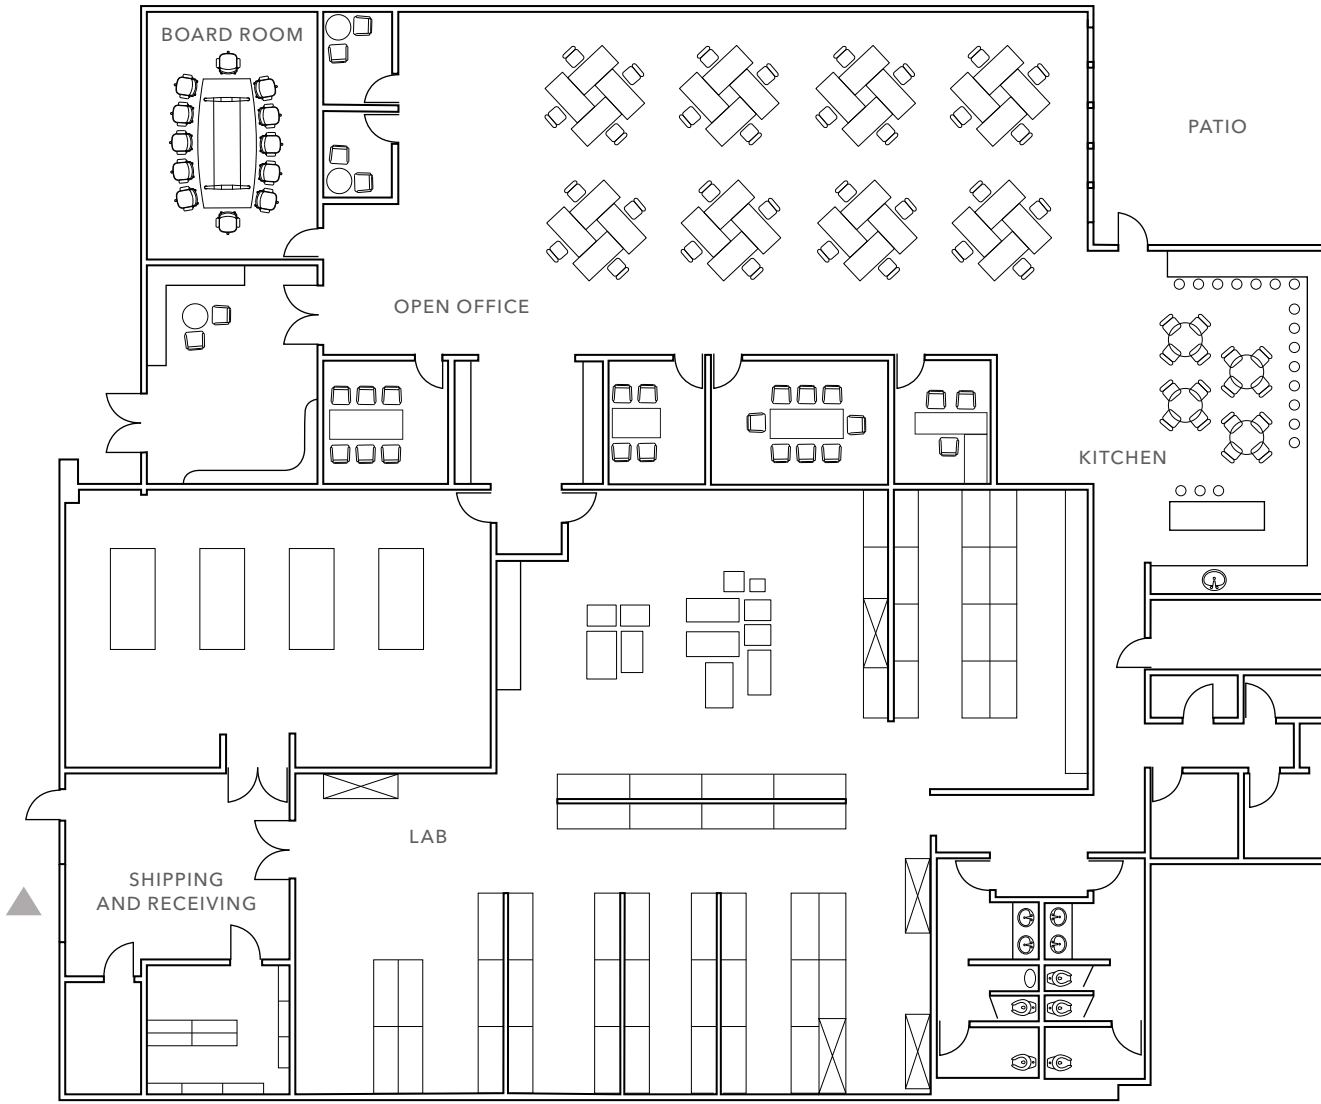 BOARD ROOM
PATIO
OPEN OFFICE
KITCHEN
LAB
SHIPPING
AND RECEIVING